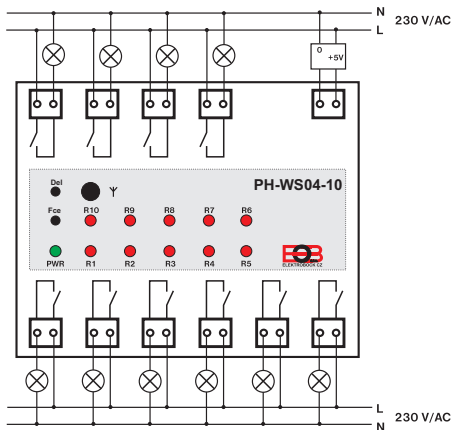 N
230 V/AC
L
0
+5V
Del
PH-WS04-10
Fce R10 R9 R8 R7 R6
PWR R1 R2 R3 R4 R5
EOB
ELEKTROBOCK.CZ
L
230 V/AC
N